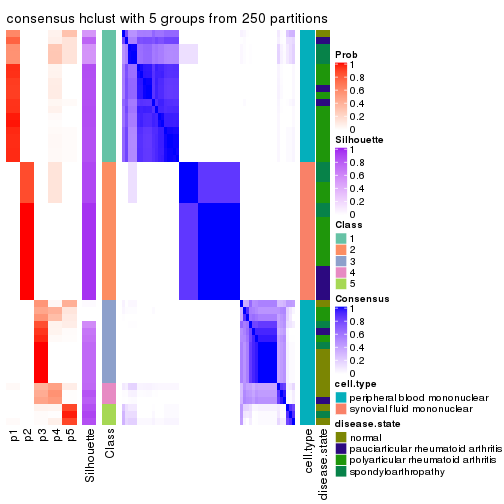 consensus hclust with 5 groups from 250 partitions
Prob
1
0.8
0.6
0.4
0.2
0
Silhouette
1
0.8
0.6
0.4
0.2
0
Class
1
2
3
4
5
Consensus
1
0.8
0.6
0.4
0.2
0
cell.type
peripheral blood mononuclear
synovial fluid mononuclear
disease.state
normal
pauciarticular rheumatoid arthritis
polyarticular rheumatoid arthritis
spondyloarthropathy
p1
p2
p3
p4
p5
Silhouette
Class
cell.type
disease.state